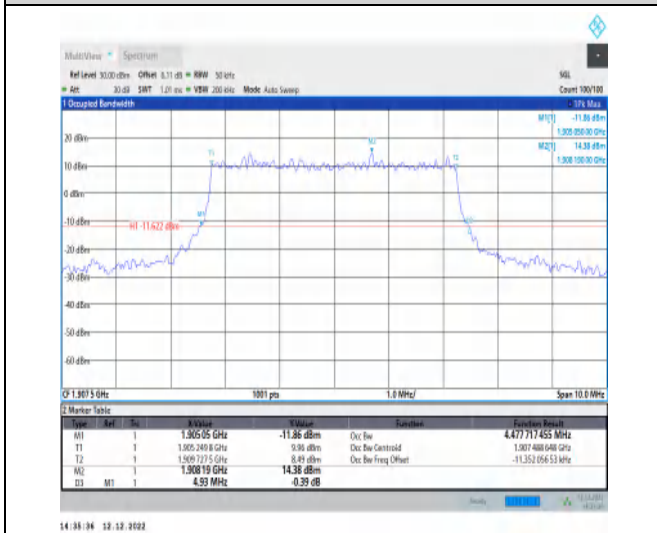 MultiView Spectrum
Ref Level 30.00 dBm Offset 8.11 dB RBW 50 kHz SGL
Att 30 dB SWT 1.01 ms VBW 200 kHz Mode Auto Sweep Count 100/100
1 Occupied Bandwidth 1Pk Max
M1[1] -11.86 dBm
1.905 050 00 GHz
20 dBm M2[1] 14.38 dBm
1.908 190 00 GHz
T1 M2 T2
10 dBm
0 dBm
-10 dBm M1
H1 -11.622 dBm
-20 dBm
-30 dBm
-40 dBm
-50 dBm
-60 dBm
CF 1.907 5 GHz 1001 pts 1.0 MHz/ Span 10.0 MHz
2 Marker Table
Type Ref Trc X-Value Y-Value Function Function Result
M1 1 1.905 05 GHz -11.86 dBm Occ Bw 4.477 717 455 MHz
T1 1 1.905 249 8 GHz 9.96 dBm Occ Bw Centroid 1.907 488 648 GHz
T2 1 1.909 727 5 GHz 8.49 dBm Occ Bw Freq Offset -11.352 056 53 kHz
M2 1 1.908 19 GHz 14.38 dBm
D3 M1 1 4.93 MHz -0.39 dB
Ready
14:35:36 12.12.2022